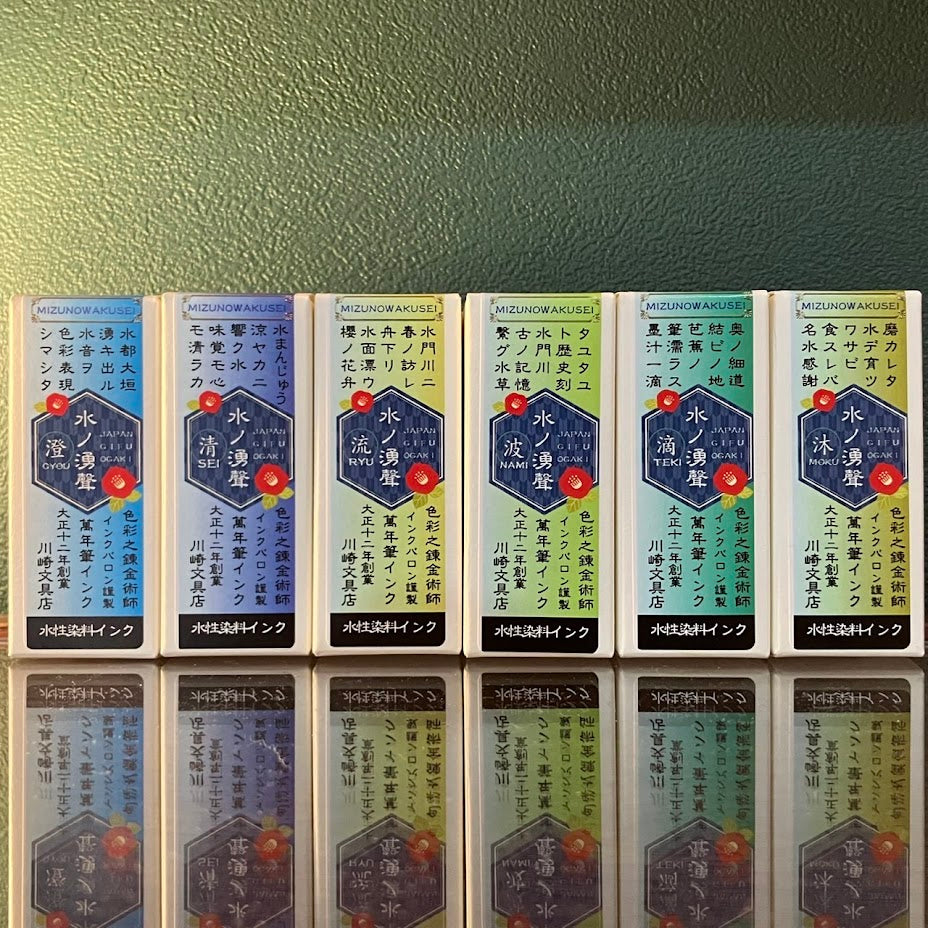 MIZUNOWAKUSEI
水都大垣
湧キ出ル
水音ヲ
色彩表現
シマシタ
水ノ湧聲
JAPAN
GIFU
OGAKI
澄
GYOU
色彩之錬金術師
インクバロン謹製
萬年筆インク
大正十二年創業
川崎文具店
水性染料インク
MIZUNOWAKUSEI
水まんじゅう
涼ヤカニ
響ク水
味覚モ心
モ清ラカ
水ノ湧聲
JAPAN
GIFU
OGAKI
清
SEI
色彩之錬金術師
インクバロン謹製
萬年筆インク
大正十二年創業
川崎文具店
水性染料インク
MIZUNOWAKUSEI
水門川ニ
春ノ訪レ
舟下リ
水面漂ウ
櫻ノ花舟
水ノ湧聲
JAPAN
GIFU
OGAKI
流
RYU
色彩之錬金術師
インクバロン謹製
萬年筆インク
大正十二年創業
川崎文具店
水性染料インク
MIZUNOWAKUSEI
タユタユ
ト歴史刻
水門川
古ノ記憶
繋グ水草
水ノ湧聲
JAPAN
GIFU
OGAKI
波
NAMI
色彩之錬金術師
インクバロン謹製
萬年筆インク
大正十二年創業
川崎文具店
水性染料インク
MIZUNOWAKUSEI
奥ノ細道
結ビノ地
芭蕉ノ
筆濡ラス
墨汁一滴
水ノ湧聲
JAPAN
GIFU
OGAKI
滴
TEKI
色彩之錬金術師
インクバロン謹製
萬年筆インク
大正十二年創業
川崎文具店
水性染料インク
MIZUNOWAKUSEI
磨カレタ
水デ育ツ
ワサビ
食スレバ
名水感謝
水ノ湧聲
JAPAN
GIFU
OGAKI
沐
MOKU
色彩之錬金術師
インクバロン謹製
萬年筆インク
大正十二年創業
川崎文具店
水性染料インク